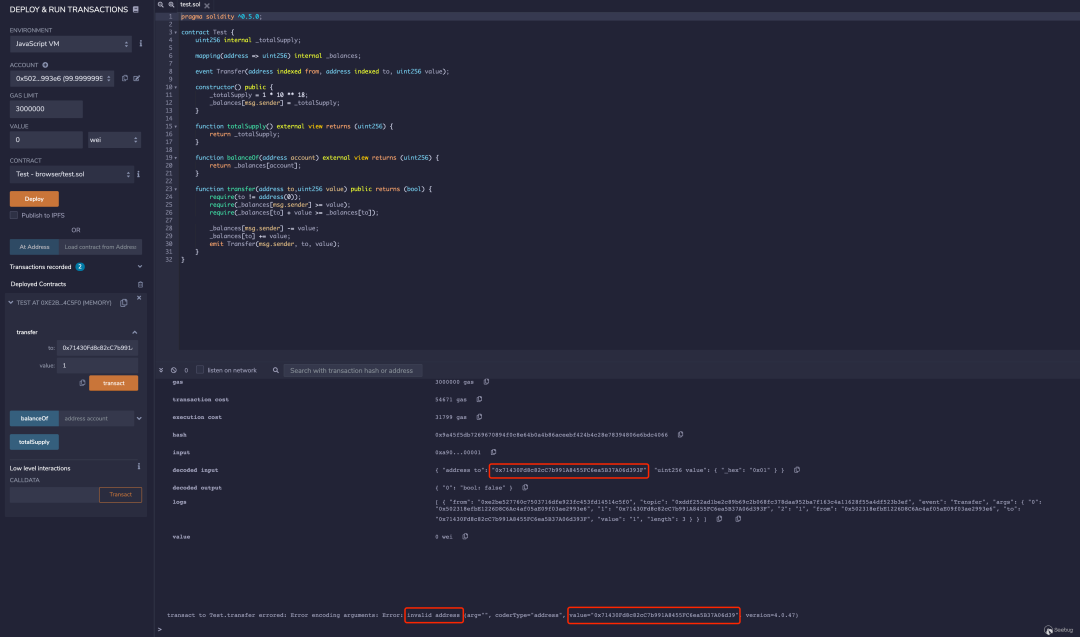 DEPLOY & RUN TRANSACTIONS
ENVIRONMENT
JavaScript VM
ACCOUNT
0x502...993e6 (99.9999999
GAS LIMIT
3000000
VALUE
0 wei
CONTRACT
Test - browser/test.sol
Deploy
Publish to IPFS
OR
At Address Load contract from Address
Transactions recorded 2
Deployed Contracts
TEST AT 0XE2B...4C5F0 (MEMORY)
transfer
to: 0x71430Fd8c82cC7b991
value: 1
transact
balanceOf address account
totalSupply
Low level interactions
CALLDATA
Transact
test.sol
1 pragma solidity ^0.5.0;
2
3 contract Test {
4 uint256 internal _totalSupply;
5
6 mapping(address => uint256) internal _balances;
7
8 event Transfer(address indexed from, address indexed to, uint256 value);
9
10 constructor() public {
11 _totalSupply = 1 * 10 ** 18;
12 _balances[msg.sender] = _totalSupply;
13 }
14
15 function totalSupply() external view returns (uint256) {
16 return _totalSupply;
17 }
18
19 function balanceOf(address account) external view returns (uint256) {
20 return _balances[account];
21 }
22
23 function transfer(address to,uint256 value) public returns (bool) {
24 require(to != address(0));
25 require(_balances[msg.sender] >= value);
26 require(_balances[to] + value >= _balances[to]);
27
28 _balances[msg.sender] -= value;
29 _balances[to] += value;
30 emit Transfer(msg.sender, to, value);
31 }
32 }
0 listen on network Search with transaction hash or address
gas 3000000 gas
transaction cost 54671 gas
execution cost 31799 gas
hash
input 0xa90...00001
decoded input { "address to": "0x71430Fd8c82cC7b991A8455FC6ea5B37A06d393F" "uint256 value": { "_hex": "0x01" } }
decoded output { "0": "bool: false" }
logs [ { "from": "0xe2be527760c7503716dfe923fc453fd14514c5f0", "topic": "event": "Transfer", "args": { "0":
"1": "0x71430Fd8c82cC7b991A8455FC6ea5B37A06d393F", "2": "1", "from": "to":
"0x71430Fd8c82cC7b991A8455FC6ea5B37A06d393F", "value": "1", "length": 3 } } ]
value 0 wei
transact to Test.transfer errored: Error encoding arguments: Error: invalid address (arg="", coderType="address", value="0x71430Fd8c82cC7b991A8455FC6ea5B37A06d39" version=4.0.47)
>
Seebug